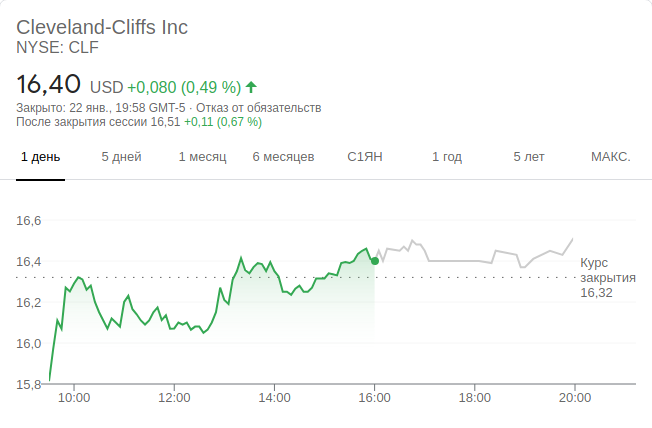 Cleveland-Cliffs Inc
NYSE: CLF
16,40 USD +0,080 (0,49 %)
Закрыто: 22 янв., 19:58 GMT-5 · Отказ от обязательств
После закрытия сессии 16,51 +0,11 (0,67 %)
1 день 5 дней 1 месяц 6 месяцев С1ЯН 1 год 5 лет МАКС.
16,6
16,4
Курс
закрытия
16,32
16,2
16,0
15,8
10:00 12:00 14:00 16:00 18:00 20:00